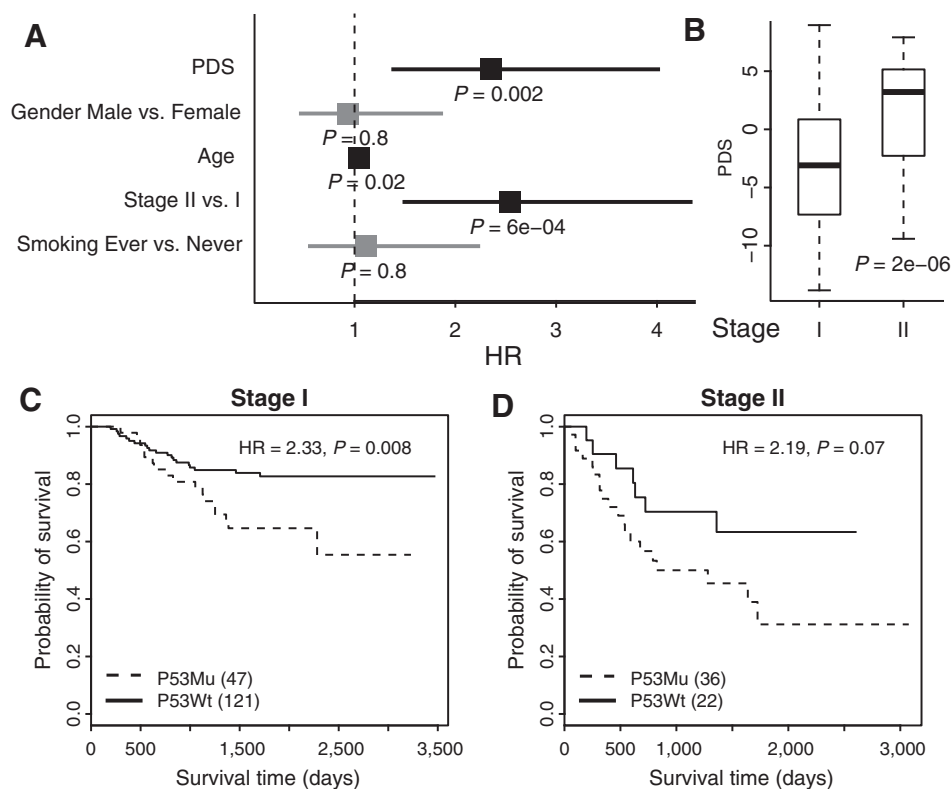 A
PDS
P = 0.002
Gender Male vs. Female
P = 0.8
Age
P = 0.02
Stage II vs. I
P = 6e−04
Smoking Ever vs. Never
P = 0.8
1 2 3 4
HR
B
PDS
5
0
−5
−10
P = 2e−06
Stage I II
C
Stage I
HR = 2.33, P = 0.008
Probability of survival
1.0
0.8
0.6
0.4
0.2
0.0
P53Mu (47)
P53Wt (121)
0 500 1,500 2,500 3,500
Survival time (days)
D
Stage II
HR = 2.19, P = 0.07
Probability of survival
1.0
0.8
0.6
0.4
0.2
0.0
P53Mu (36)
P53Wt (22)
0 500 1,000 2,000 3,000
Survival time (days)